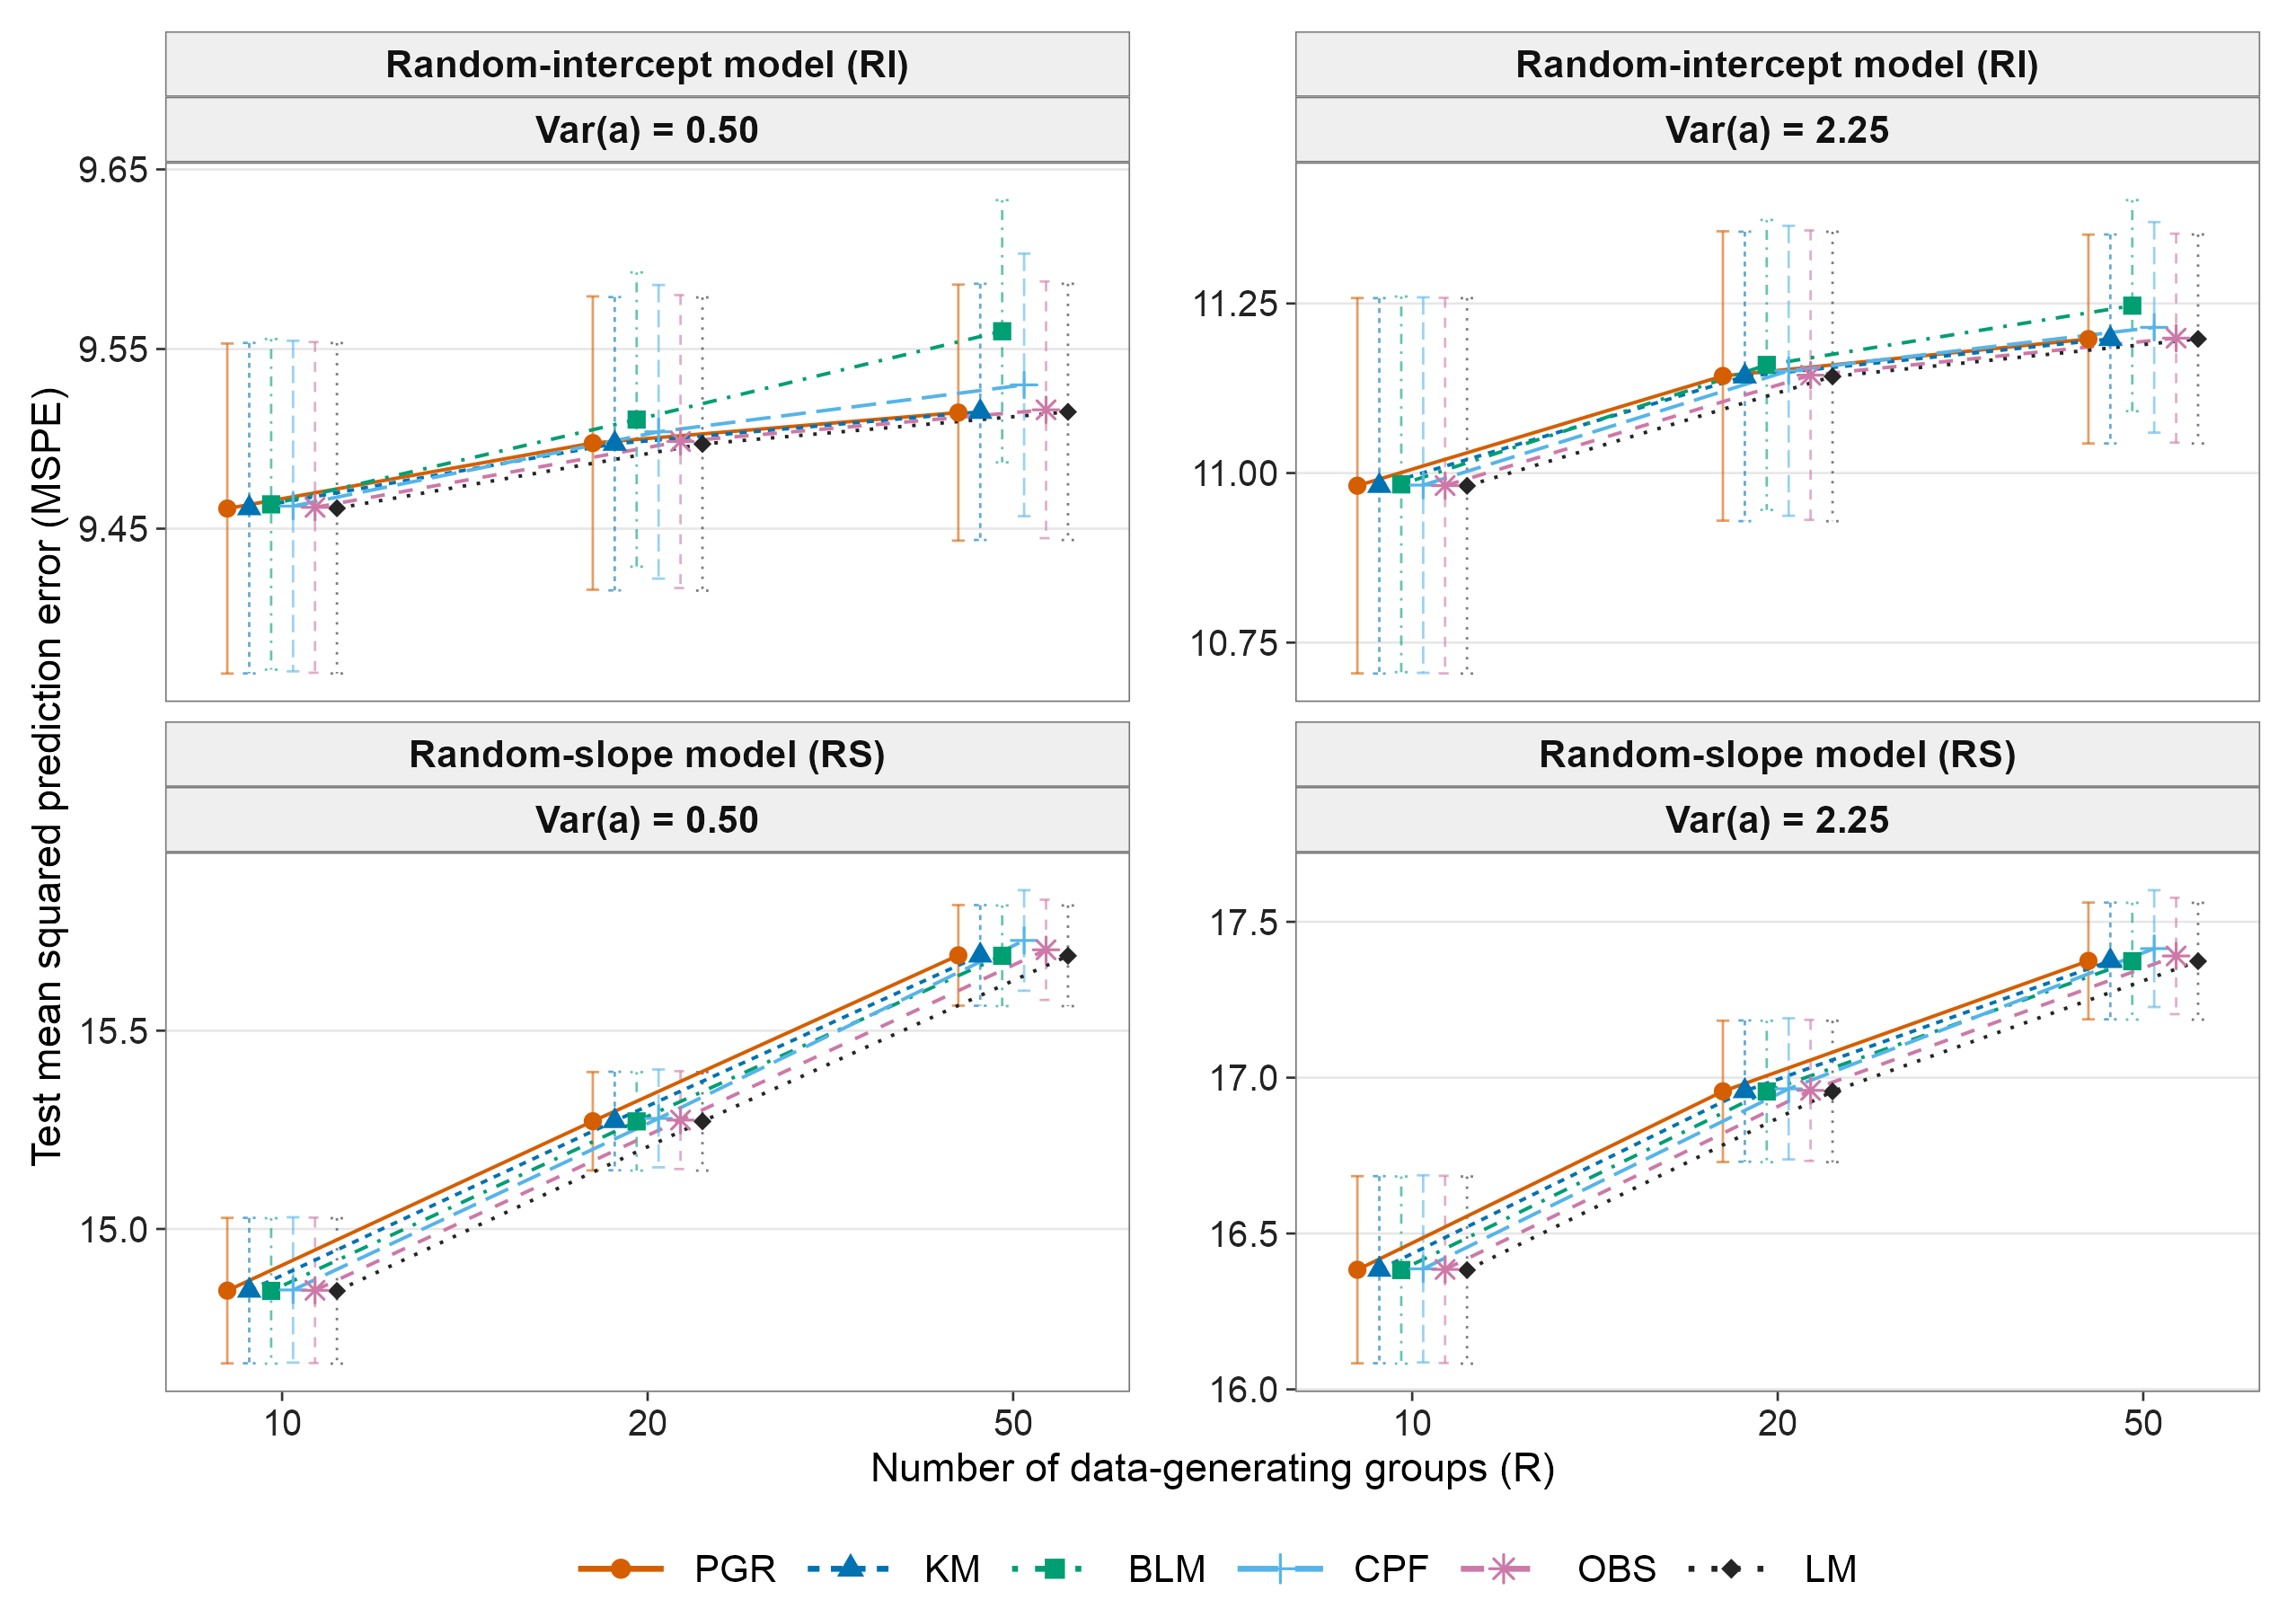 Random-intercept model (RI)
Var(a) = 0.50
Random-intercept model (RI)
Var(a) = 2.25
9.65
9.55
9.45
11.25
11.00
10.75
Random-slope model (RS)
Var(a) = 0.50
Random-slope model (RS)
Var(a) = 2.25
15.5
15.0
17.5
17.0
16.5
16.0
10 20 50
10 20 50
Test mean squared prediction error (MSPE)
Number of data-generating groups (R)
PGR KM BLM CPF OBS LM